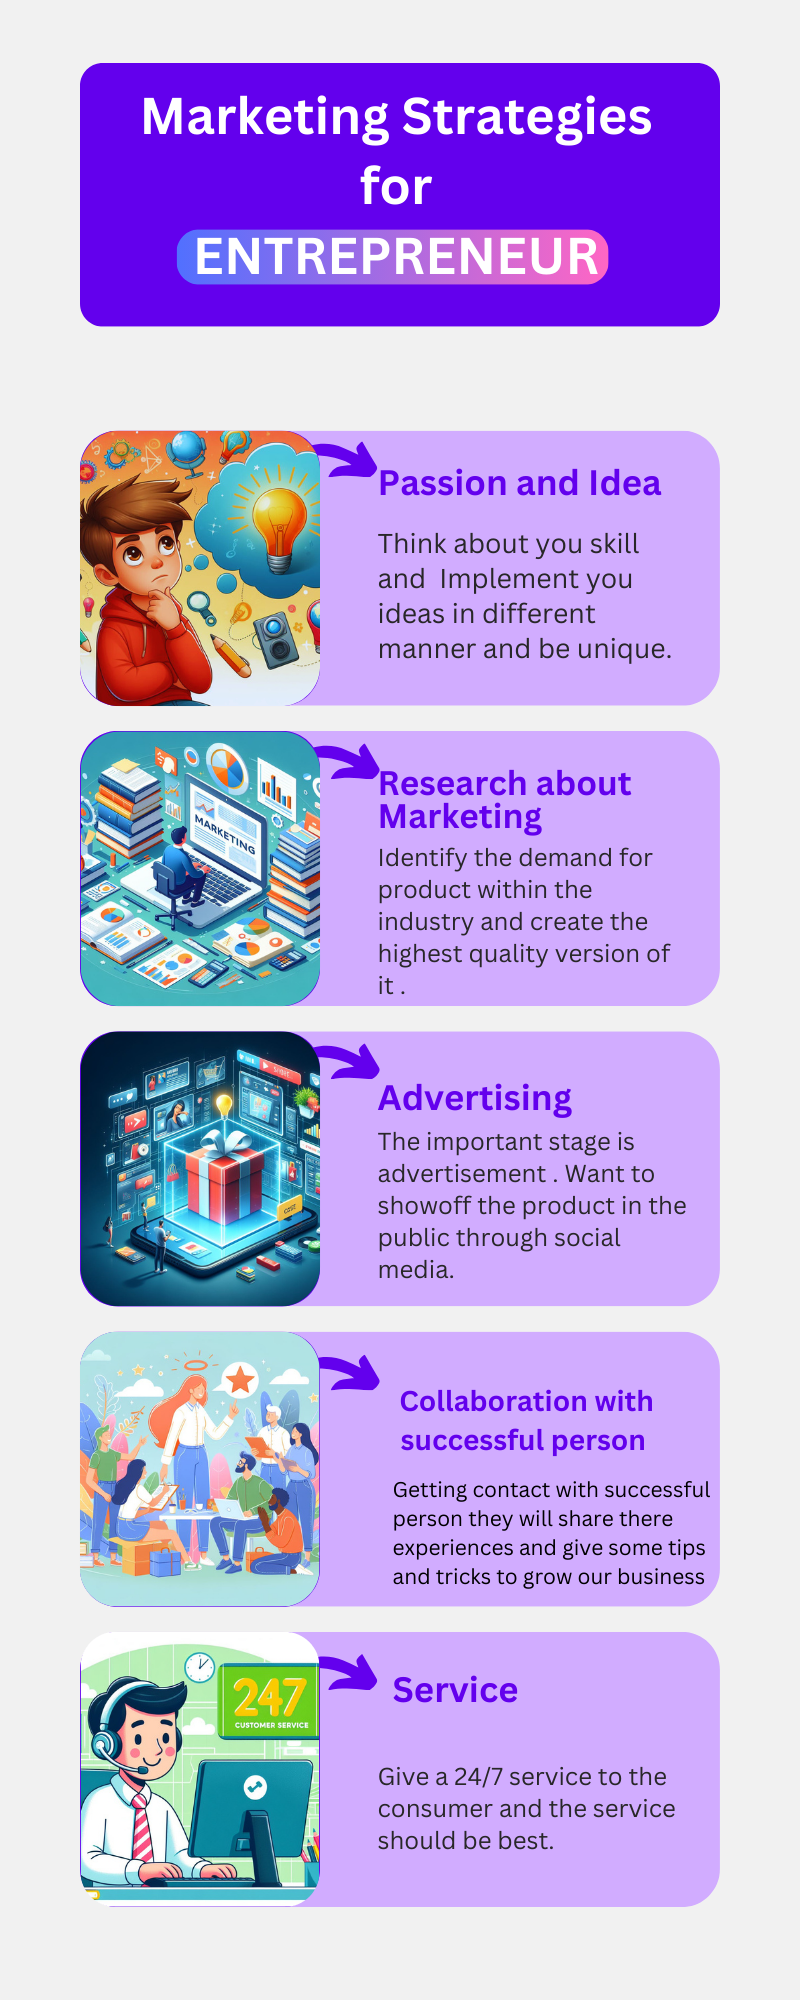 Marketing Strategies
for
ENTREPRENEUR
Passion and Idea
Think about you skill
and  Implement you
ideas in different
manner and be unique.
MARKETING
Research about
Marketing
Identify the demand for
product within the
industry and create the
highest quality version of
it .
Advertising
The important stage is
advertisement . Want to
showoff the product in the
public through social
media.
Collaboration with
successful person
Getting contact with successful
person they will share there
experiences and give some tips
and tricks to grow our business
247
CUSTOMER SERVICE
Service
Give a 24/7 service to the
consumer and the service
should be best.